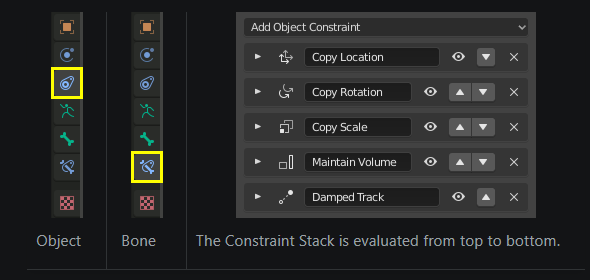 Add Object Constraint
Copy Location
Copy Rotation
Copy Scale
Maintain Volume
Damped Track
Object
Bone
The Constraint Stack is evaluated from top to bottom.